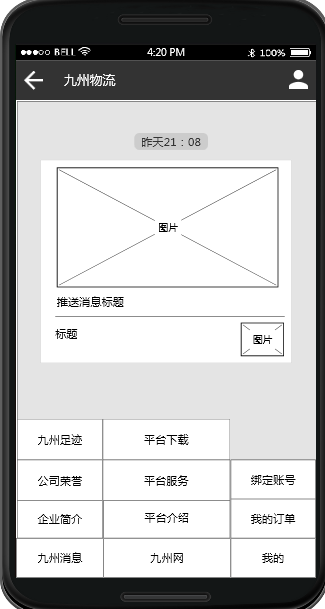 BELL 4:20 PM 100%
九州物流
昨天21：08
图片
推送消息标题
标题 图片
九州足迹 平台下载
公司荣誉 平台服务 绑定账号
企业简介 平台介绍 我的订单
九州消息 九州网 我的